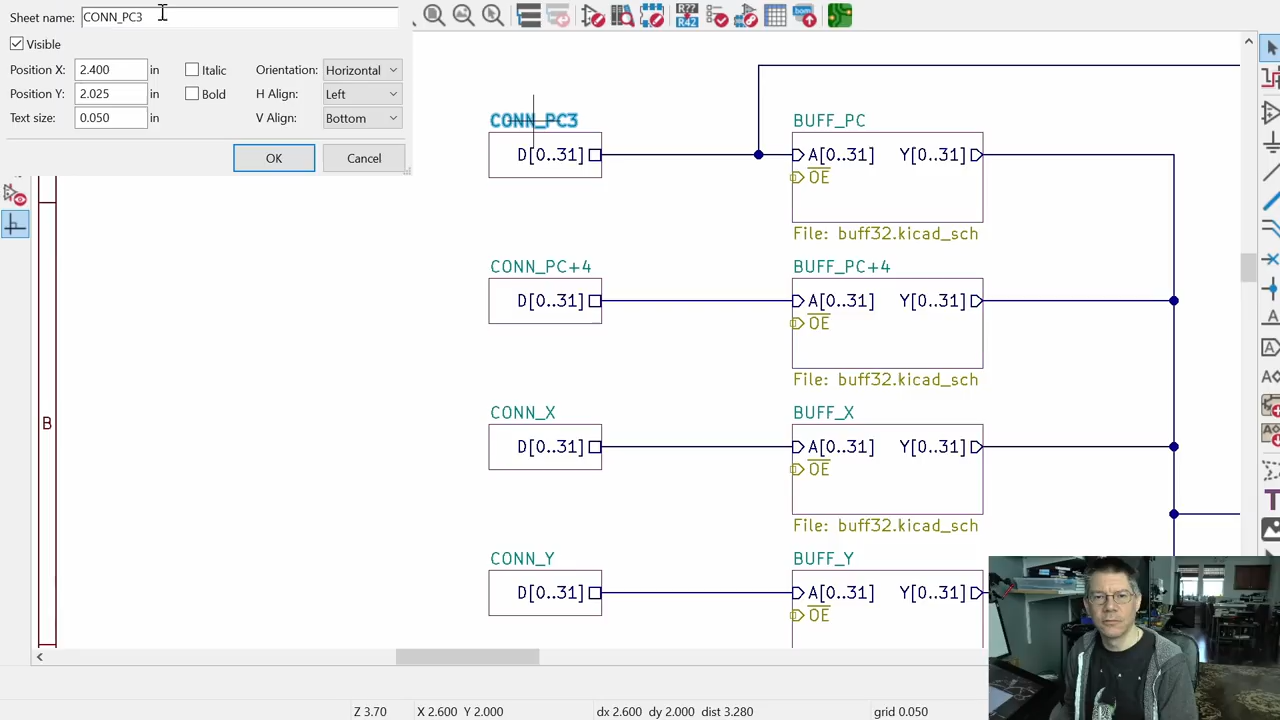 Sheet name: CONN_PC3
Visible
Position X: 2.400 in Italic Orientation: Horizontal
Position Y: 2.025 in Bold H Align: Left
Text size: 0.050 in V Align: Bottom
OK Cancel
R??
R42
bom
CONN_PC3 BUFF_PC
D[0..31] A[0..31] Y[0..31]
OE
File: buff32.kicad_sch
CONN_PC+4 BUFF_PC+4
D[0..31] A[0..31] Y[0..31]
OE
File: buff32.kicad_sch
B
CONN_X BUFF_X
D[0..31] A[0..31] Y[0..31]
OE
File: buff32.kicad_sch
CONN_Y BUFF_Y
D[0..31] A[0..31] Y[0..31]
OE
A
A
A
A
T
Z 3.70 X 2.600 Y 2.000 dx 2.600 dy 2.000 dist 3.280 grid 0.050